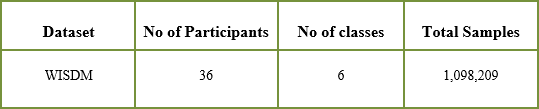 Dataset No of Participants No of classes Total Samples
WISDM 36 6 1,098,209